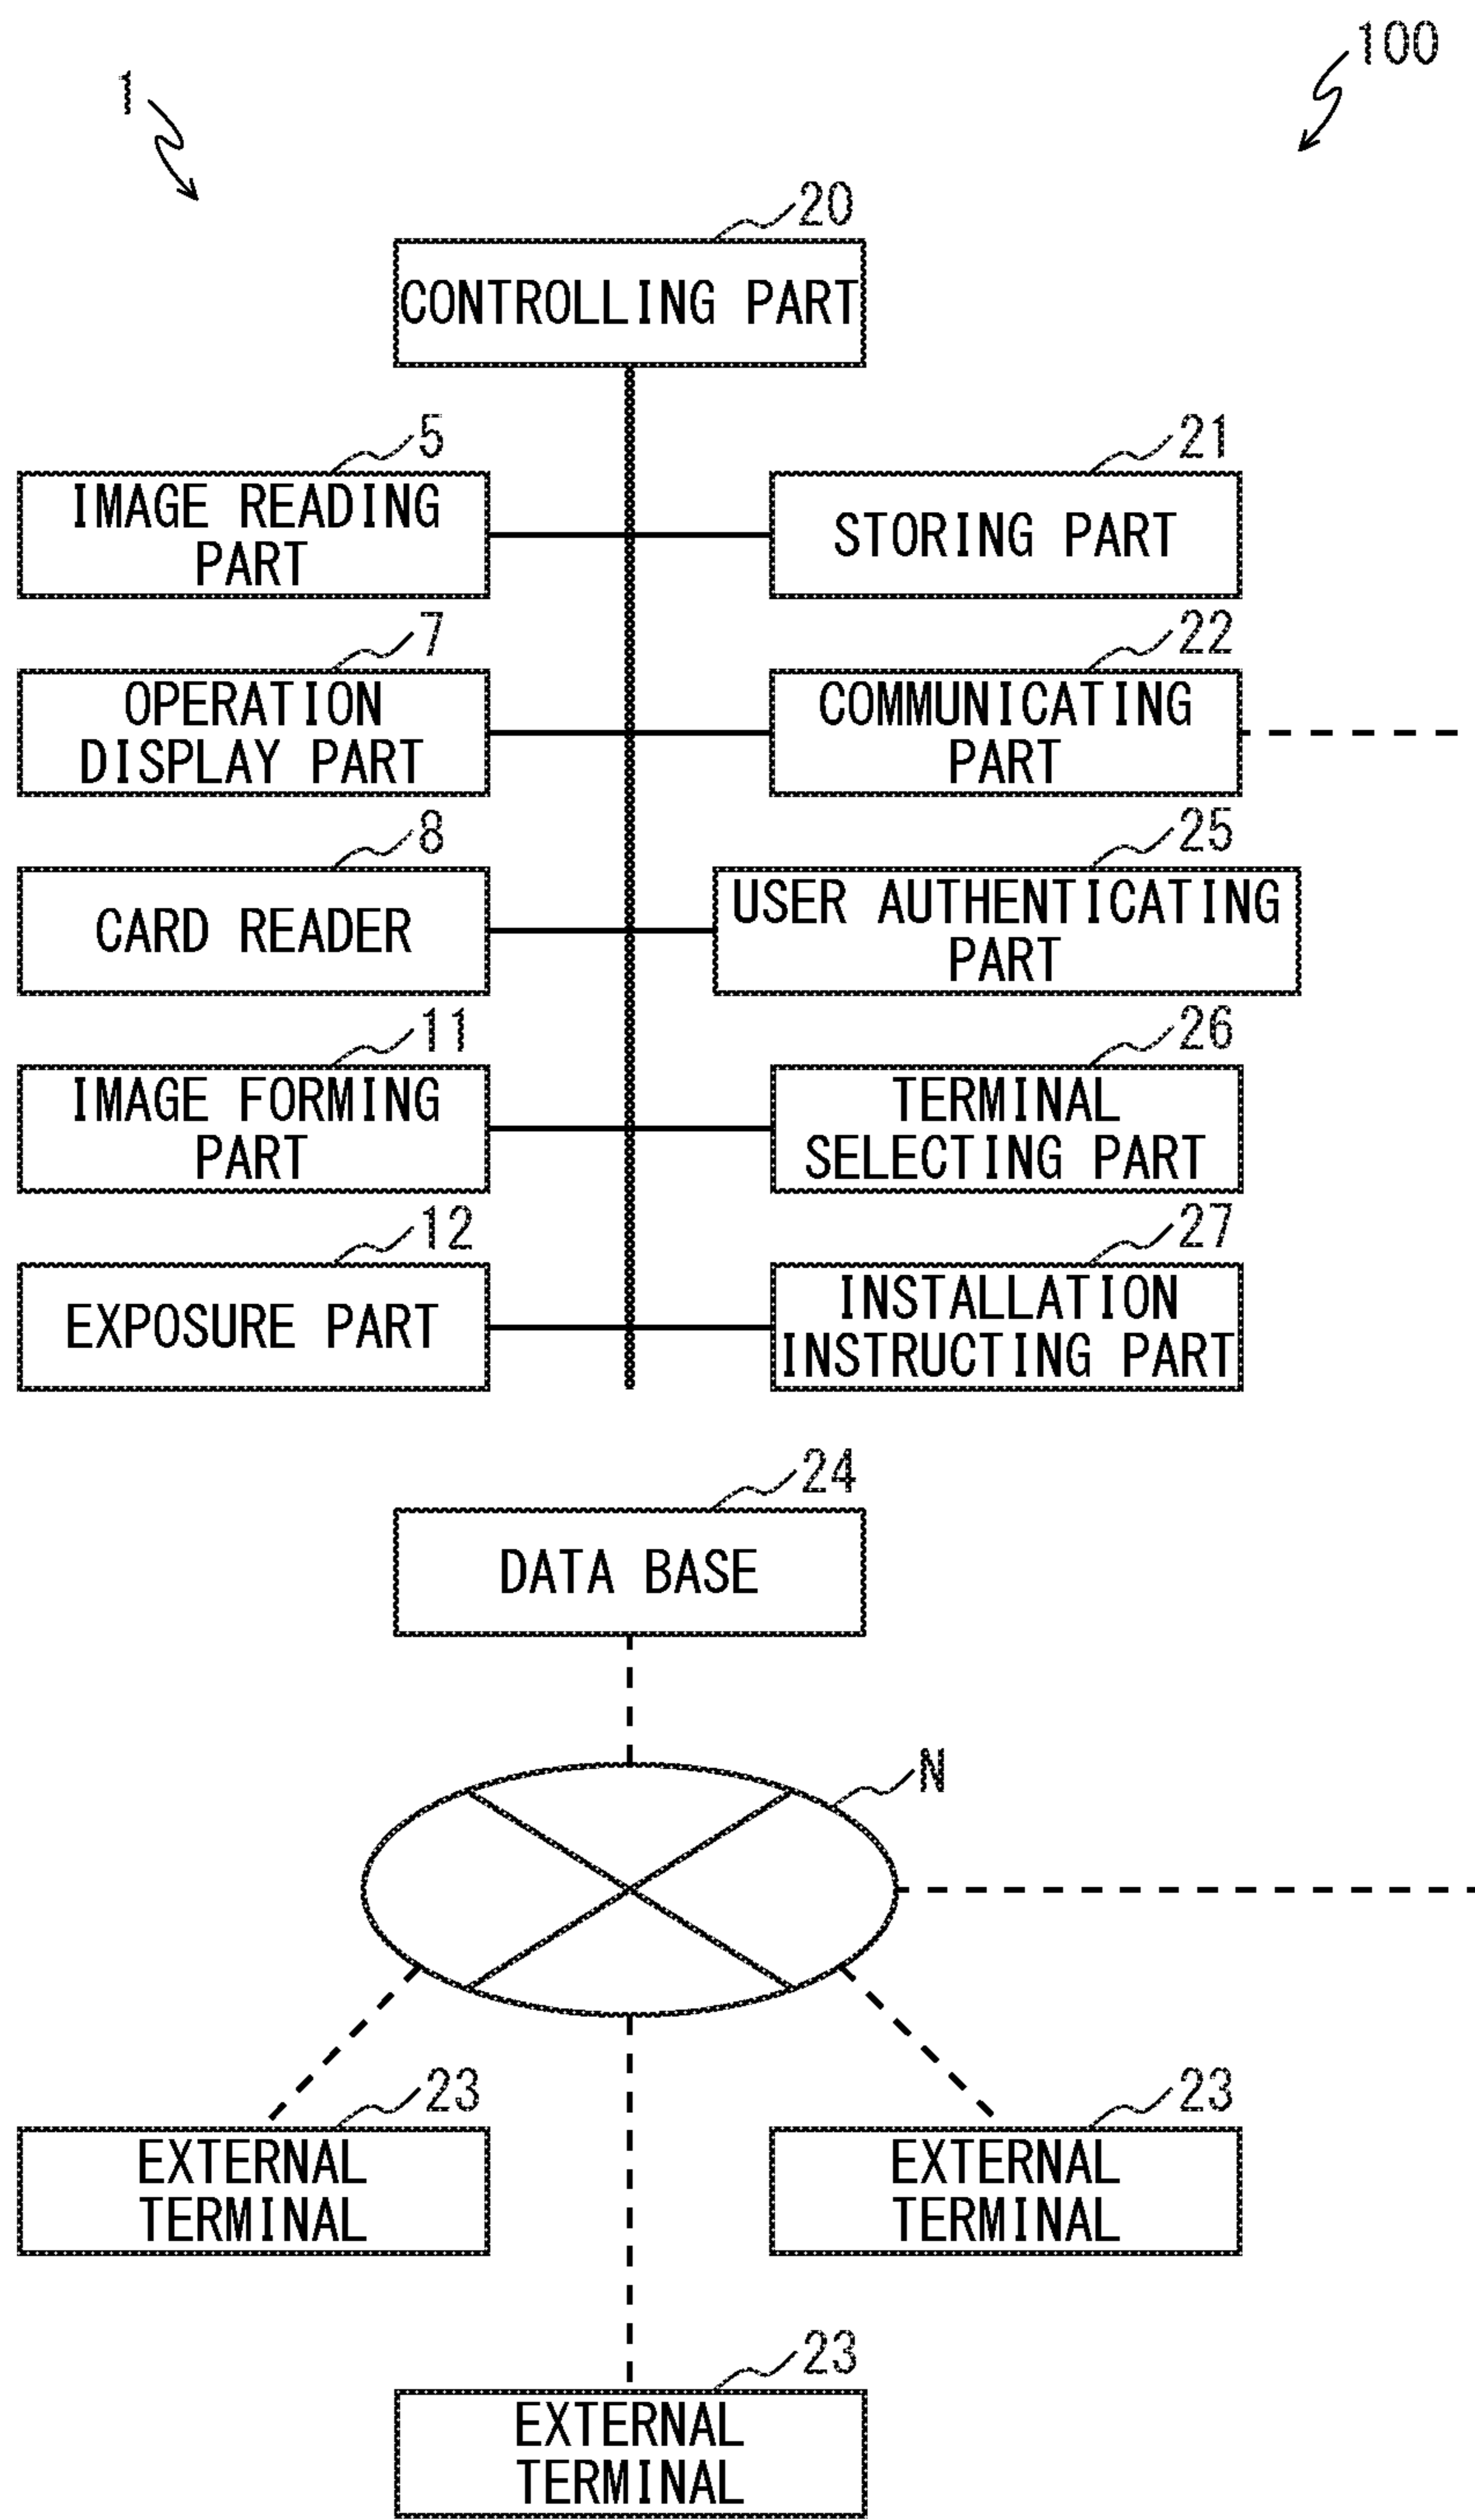 1
100
20
CONTROLLING PART
5
IMAGE READING
PART
21
STORING PART
7
OPERATION
DISPLAY PART
22
COMMUNICATING
PART
8
CARD READER
25
USER AUTHENTICATING
PART
11
IMAGE FORMING
PART
26
TERMINAL
SELECTING PART
12
EXPOSURE PART
27
INSTALLATION
INSTRUCTING PART
24
DATA BASE
N
23
EXTERNAL
TERMINAL
23
EXTERNAL
TERMINAL
23
EXTERNAL
TERMINAL